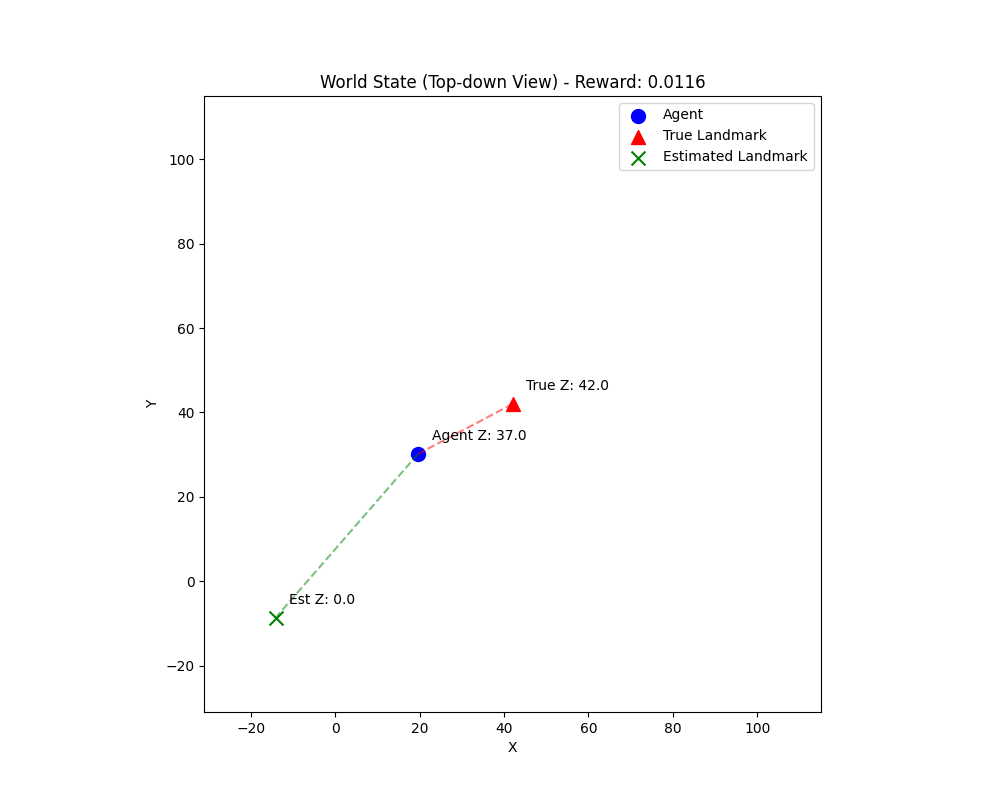 World State (Top-down View) - Reward: 0.0116
Agent
True Landmark
Estimated Landmark
True Z: 42.0
Agent Z: 37.0
Est Z: 0.0
100
80
60
40
20
0
−20
Y
−20
0
20
40
60
80
100
X